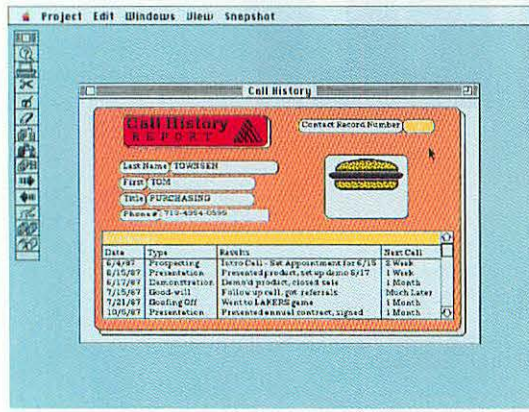 Project Edit Windows View Snapshot
Call History
Call History
REPORT
Contact Record Number
Last Name TOWNSEN
First TOM
Title PURCHASING
Phone#
Date Type Results Next Call
6/4/87 Prospecting Intro Call - Set Appointment for 6/15 2 Week
6/15/87 Presentation Presented product, set up demo 6/17 1 Week
6/17/87 Demonstration Demo'd product, closed sale 1 Month
7/15/87 Good-will Follow up call, got referrals Much Later
7/21/87 Goofing Off Went to LAKERS game 1 Month
10/5/87 Presentation Presented annual contract, signed 1 Month